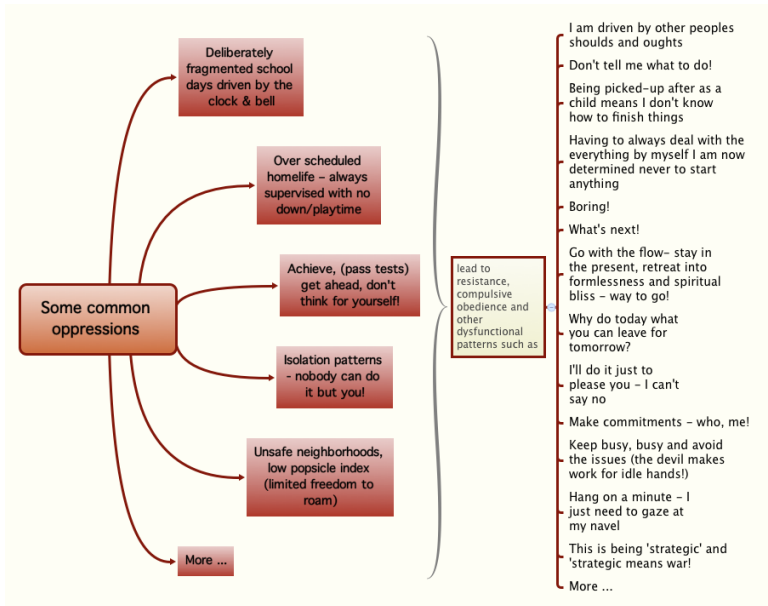 Some common
oppressions
Deliberately
fragmented school
days driven by the
clock & bell
Over scheduled
homelife – always
supervised with no
down/playtime
Achieve, (pass tests)
get ahead, don't
think for yourself!
Isolation patterns
– nobody can do
it but you!
Unsafe neighborhoods,
low popsicle index
(limited freedom to
roam)
More ...
lead to
resistance,
compulsive
obedience and
other
dysfunctional
patterns such as
I am driven by other peoples
shoulds and oughts
Don't tell me what to do!
Being picked-up after as a
child means I don't know
how to finish things
Having to always deal with the
everything by myself I am now
determined never to start
anything
Boring!
What's next!
Go with the flow– stay in
the present, retreat into
formlessness and spiritual
bliss – way to go!
Why do today what
you can leave for
tomorrow?
I'll do it just to
please you – I can't
say no
Make commitments – who, me!
Keep busy, busy and avoid
the issues (the devil makes
work for idle hands!)
Hang on a minute – I
just need to gaze at
my navel
This is being 'strategic' and
'strategic means war!
More ...